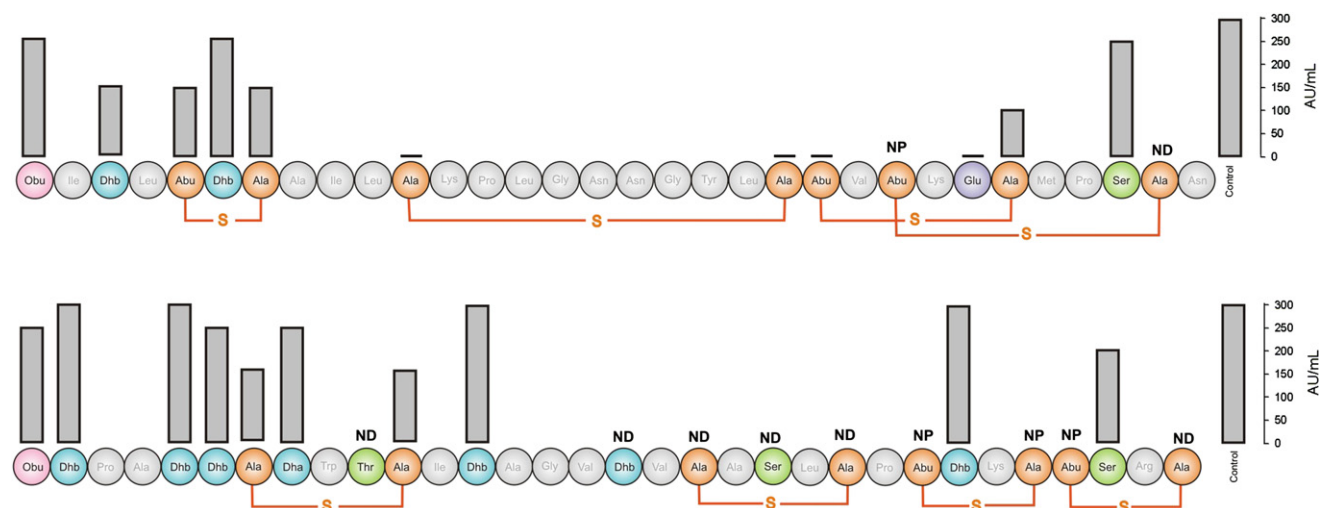 300
250
200
150
100
50
0
AU/mL
NP
ND
Obu Ile Dhb Leu Abu Dhb Ala Ala Ile Leu Ala Lys Pro Leu Gly Asn Asn Gly Tyr Leu Ala Abu Val Abu Lys Glu Ala Met Pro Ser Ala Asn Control
S S S
S
300
250
200
150
100
50
0
AU/mL
ND ND ND ND ND NP NP NP ND
Obu Dhb Pro Ala Dhb Dhb Ala Dha Trp Thr Ala Ile Dhb Ala Gly Val Dhb Val Ala Ala Ser Leu Ala Pro Abu Dhb Lys Ala Abu Ser Arg Ala Control
S S S S